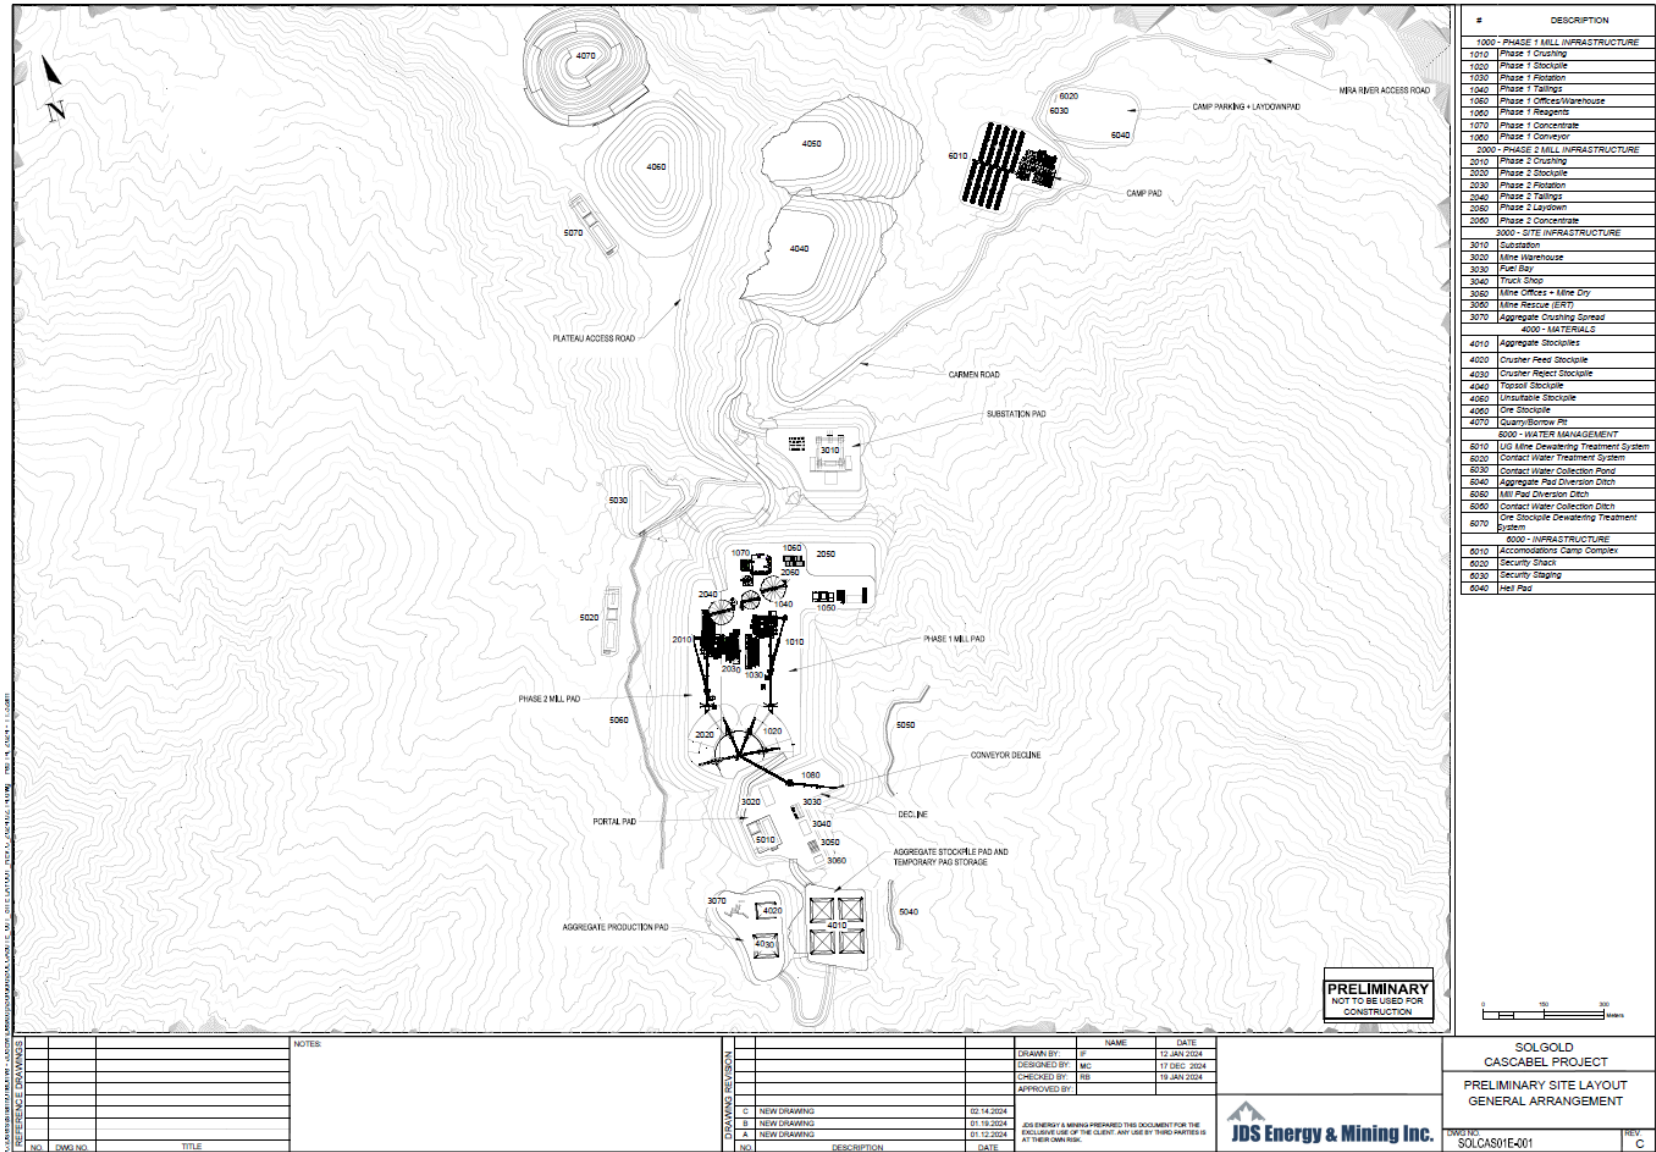 4070
N
4060
4050
4040
5070
6010
6020
6030
6040
MIRA RIVER ACCESS ROAD
CAMP PARKING + LAYDOWNPAD
CAMP PAD
PLATEAU ACCESS ROAD
CARMEN ROAD
SUBSTATION PAD
3010
5030
1070
1060
2050
2060
2040
1040
1050
5020
2010
1010
2030
1030
PHASE 1 MILL PAD
PHASE 2 MILL PAD
5060
2020
1020
5050
CONVEYOR DECLINE
1080
3020
3030
DECLINE
PORTAL PAD
3040
5010
3050
3060
AGGREGATE STOCKPILE PAD AND
TEMPORARY PAG STORAGE
3070
4020
4010
5040
AGGREGATE PRODUCTION PAD
4030
PRELIMINARY
NOT TO BE USED FOR
CONSTRUCTION
# DESCRIPTION
1000 - PHASE 1 MILL INFRASTRUCTURE
1010 Phase 1 Crushing
1020 Phase 1 Stockpile
1030 Phase 1 Flotation
1040 Phase 1 Tailings
1050 Phase 1 Offices/Warehouse
1060 Phase 1 Reagents
1070 Phase 1 Concentrate
1080 Phase 1 Conveyor
2000 - PHASE 2 MILL INFRASTRUCTURE
2010 Phase 2 Crushing
2020 Phase 2 Stockpile
2030 Phase 2 Flotation
2040 Phase 2 Tailings
2050 Phase 2 Laydown
2060 Phase 2 Concentrate
3000 - SITE INFRASTRUCTURE
3010 Substation
3020 Mine Warehouse
3030 Fuel Bay
3040 Truck Shop
3050 Mine Offices + Mine Dry
3060 Mine Rescue (ERT)
3070 Aggregate Crushing Spread
4000 - MATERIALS
4010 Aggregate Stockpiles
4020 Crusher Feed Stockpile
4030 Crusher Reject Stockpile
4040 Topsoil Stockpile
4050 Unsuitable Stockpile
4060 Ore Stockpile
4070 Quarry/Borrow Pit
5000 - WATER MANAGEMENT
5010 UG Mine Dewatering Treatment System
5020 Contact Water Treatment System
5030 Contact Water Collection Pond
5040 Aggregate Pad Diversion Ditch
5050 Mill Pad Diversion Ditch
5060 Contact Water Collection Ditch
5070 Ore Stockpile Dewatering Treatment
System
6000 - INFRASTRUCTURE
6010 Accomodations Camp Complex
6020 Security Shack
6030 Security Staging
6040 Heli Pad
0 150 300
Meters
REFERENCE DRAWINGS
NO. DWG NO. TITLE
NOTES:
DRAWING REVISION
C NEW DRAWING 02.14.2024
B NEW DRAWING 01.19.2024
A NEW DRAWING 01.12.2024
NO. DESCRIPTION DATE
NAME DATE
DRAWN BY: IF 12 JAN 2024
DESIGNED BY: MC 17 DEC. 2024
CHECKED BY: RB 19 JAN 2024
APPROVED BY:
JDS ENERGY & MINING PREPARED THIS DOCUMENT FOR THE
EXCLUSIVE USE OF THE CLIENT. ANY USE BY THIRD PARTIES IS
AT THEIR OWN RISK.
JDS Energy & Mining Inc.
SOLGOLD
CASCABEL PROJECT
PRELIMINARY SITE LAYOUT
GENERAL ARRANGEMENT
DWG NO. SOLCAS01E-001
REV. C